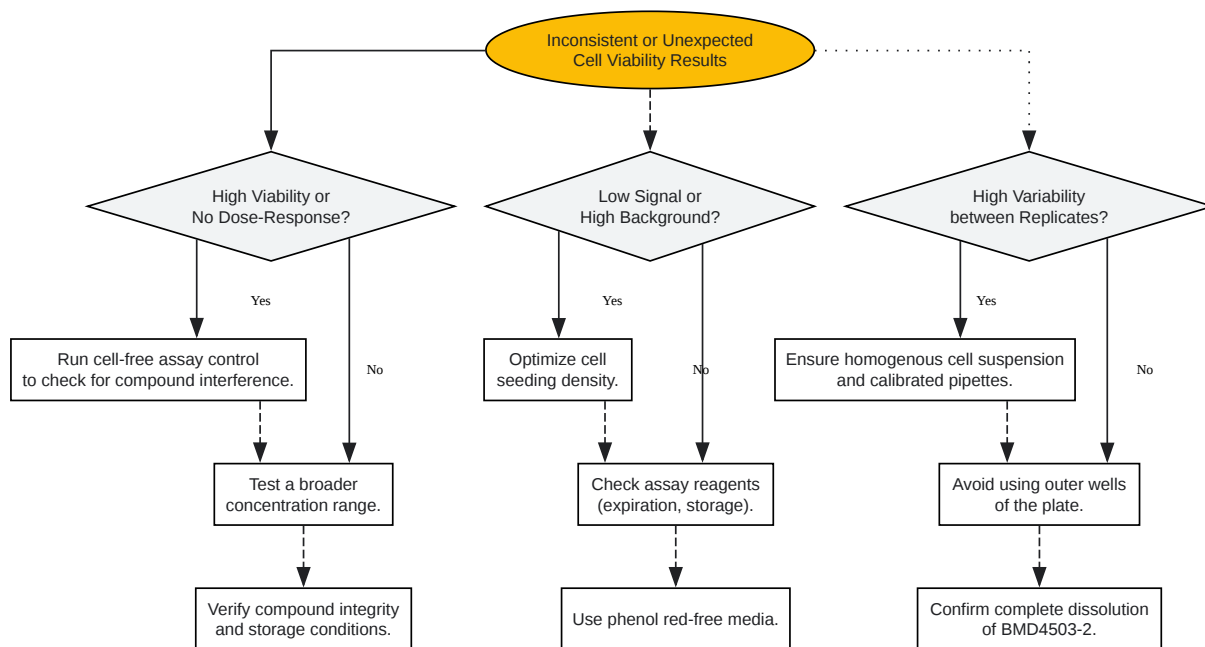 Inconsistent or Unexpected
Cell Viability Results
High Viability or
No Dose-Response?
Low Signal or
High Background?
High Variability
between Replicates?
Yes
Yes
Yes
Run cell-free assay control
to check for compound interference.
No
Optimize cell
seeding density.
No
Ensure homogenous cell suspension
and calibrated pipettes.
No
Test a broader
concentration range.
Check assay reagents
(expiration, storage).
Avoid using outer wells
of the plate.
Verify compound integrity
and storage conditions.
Use phenol red-free media.
Confirm complete dissolution
of BMD4503-2.